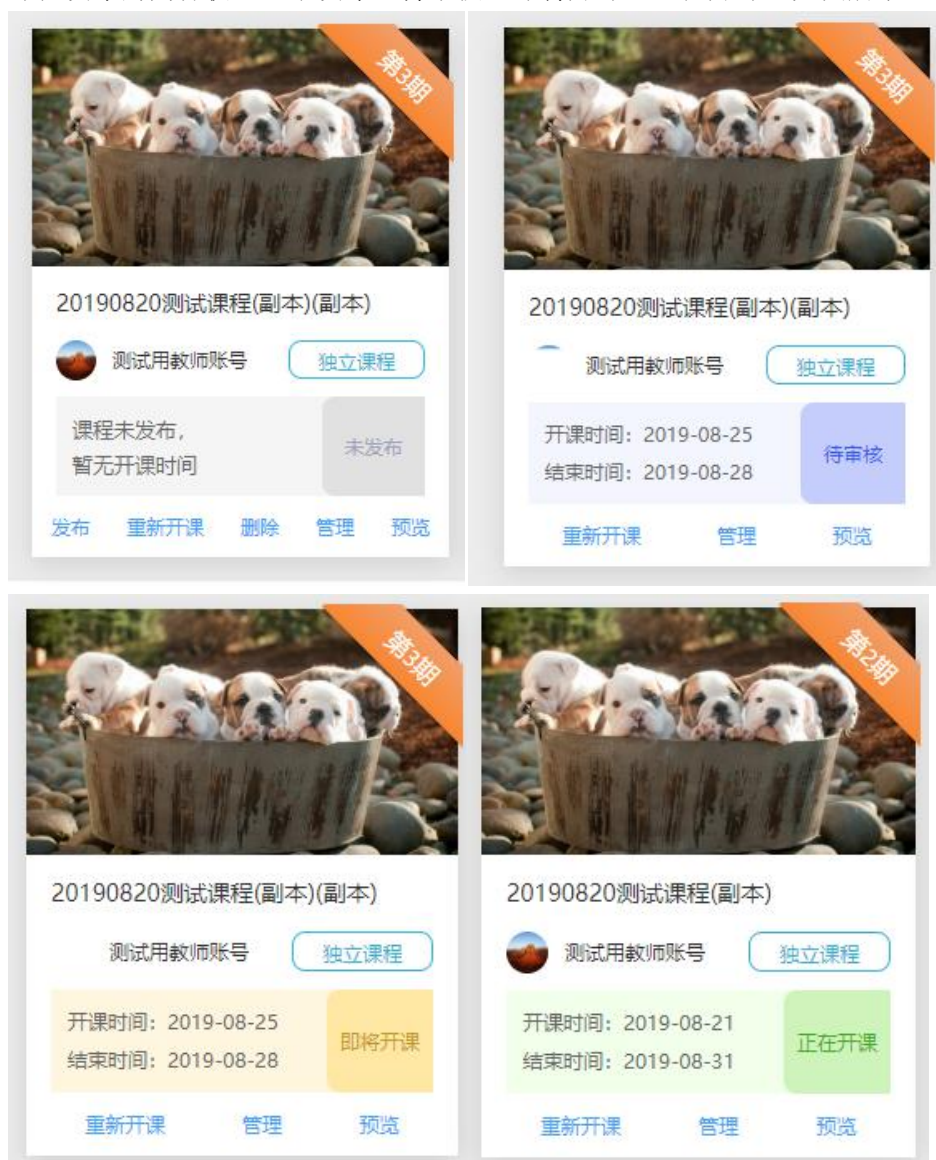 第3期
20190820测试课程(副本)(副本)
测试用教师账号
独立课程
课程未发布,
暂无开课时间
未发布
发布 重新开课 删除 管理 预览
第3期
20190820测试课程(副本)(副本)
测试用教师账号
独立课程
开课时间: 2019-08-25
结束时间: 2019-08-28
待审核
重新开课 管理 预览
第3期
20190820测试课程(副本)(副本)
测试用教师账号
独立课程
开课时间: 2019-08-25
结束时间: 2019-08-28
即将开课
重新开课 管理 预览
第2期
20190820测试课程(副本)
测试用教师账号
独立课程
开课时间: 2019-08-21
结束时间: 2019-08-31
正在开课
重新开课 管理 预览